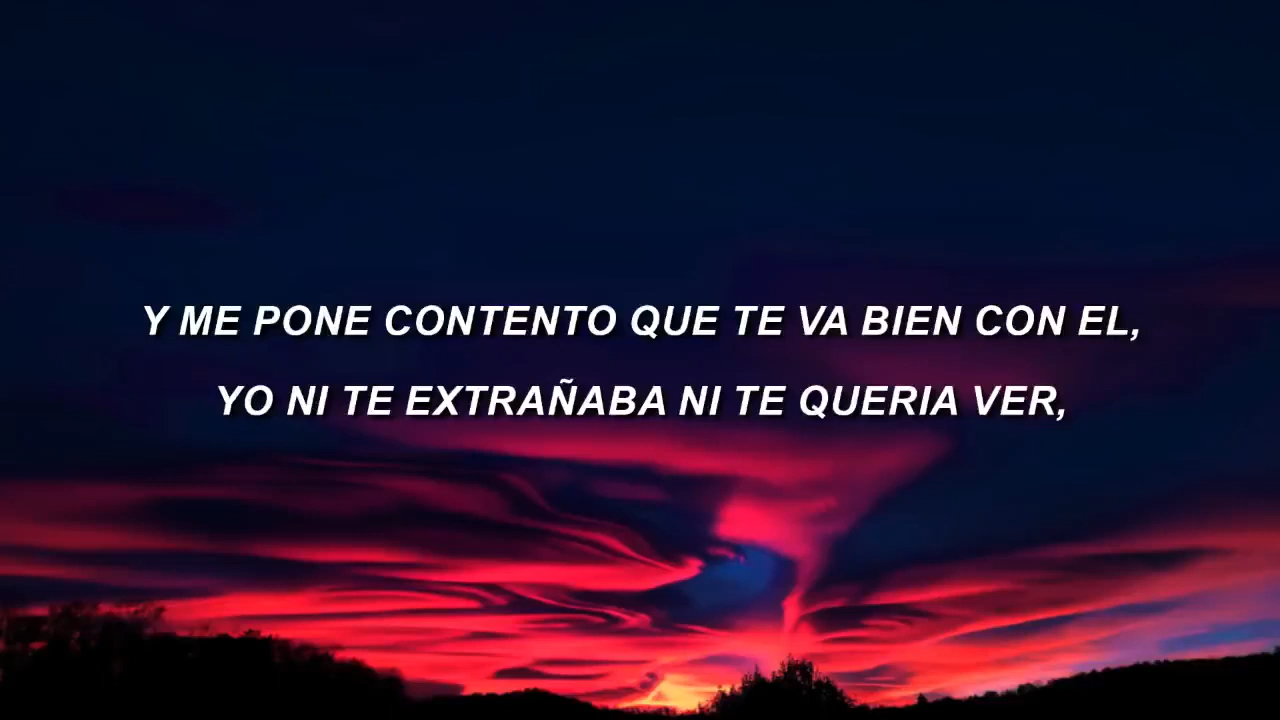 Y ME PONE CONTENTO QUE TE VA BIEN CON EL,
YO NI TE EXTRAÑABA NI TE QUERIA VER,